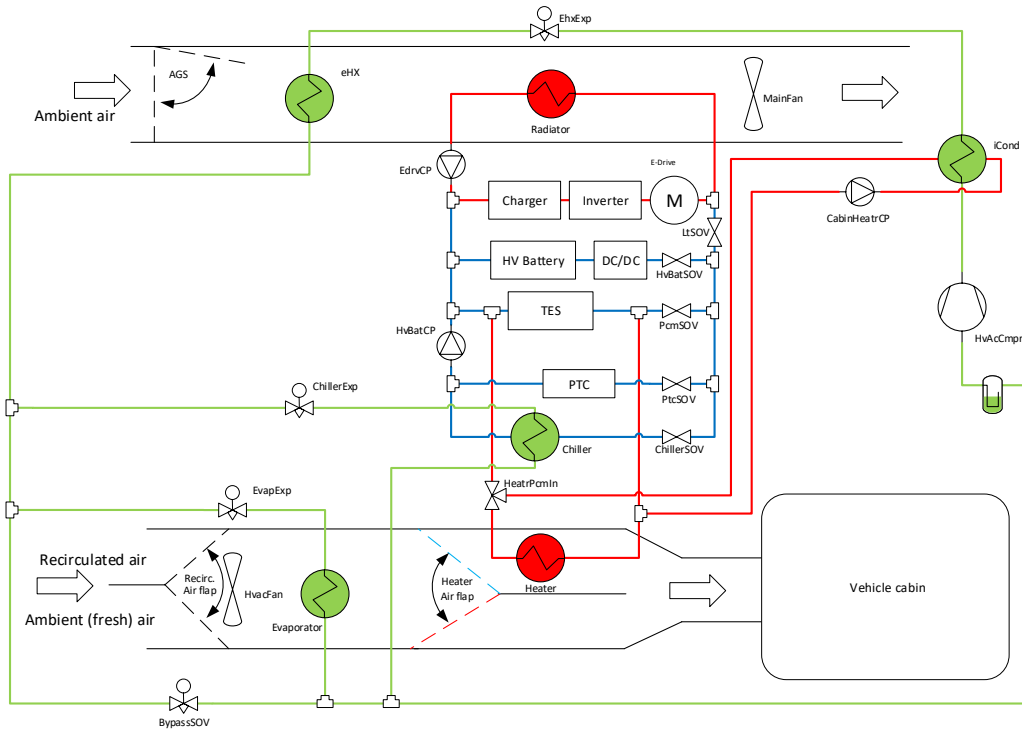 EhxExp
AGS
eHX
Ambient air
Radiator
MainFan
iCond
EdrvCP
E-Drive
Charger
Inverter
M
CabinHeatrCP
LtSOV
HV Battery
DC/DC
HvBatSOV
TES
HvBatCP
PcmSOV
HvAcCmpr
ChillerExp
PTC
PtcSOV
Chiller
ChillerSOV
HeatrPcmIn
EvapExp
Recirculated air
Recirc.
Air flap
HvacFan
Heater
Air flap
Heater
Vehicle cabin
Ambient (fresh) air
Evaporator
BypassSOV